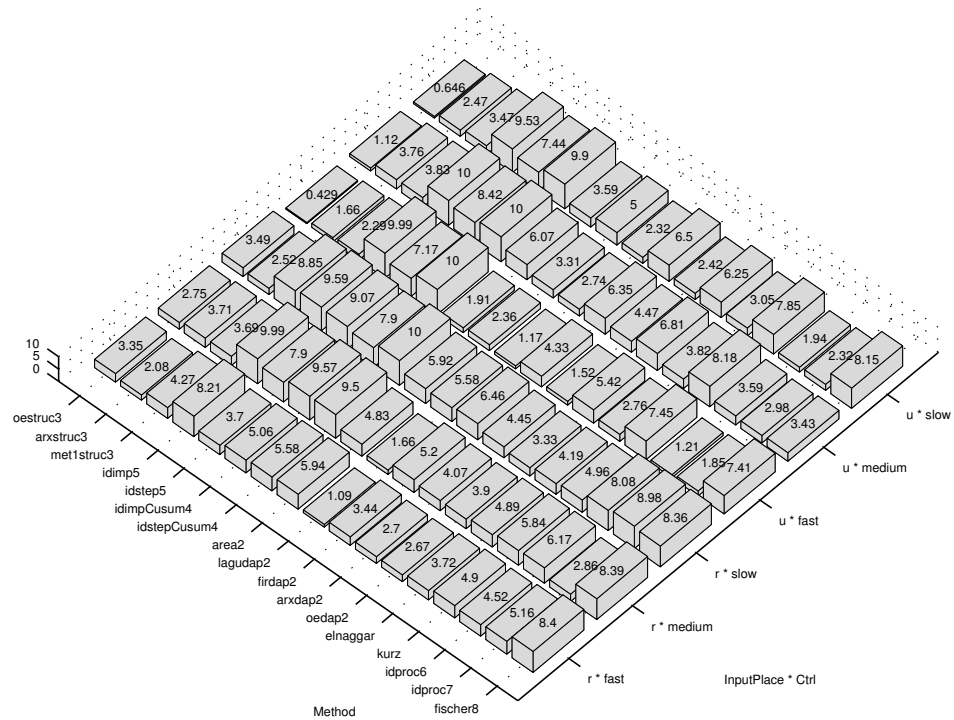 0.646 2.47 3.47 9.53 7.44 9.9 3.59 5 2.32 6.5 2.42 6.25 3.05 7.85 1.94 2.32 8.15
1.12 3.76 3.83 10 8.42 10 6.07 3.31 2.74 6.35 4.47 6.81 3.82 8.18 3.59 2.98 3.43
0.429 1.66 2.29 9.99 7.17 10 1.91 2.36 1.17 4.33 1.52 5.42 2.76 7.45 1.21 1.85 7.41
3.49 2.52 8.85 9.59 9.07 7.9 10 5.92 5.58 6.46 4.45 3.33 4.19 4.96 8.08 8.98 8.36
2.75 3.71 3.69 9.99 7.9 9.57 9.5 4.83 1.66 5.2 4.07 3.9 4.89 5.84 6.17 2.86 8.39
3.35 2.08 4.27 8.21 3.7 5.06 5.58 5.94 1.09 3.44 2.7 2.67 3.72 4.9 4.52 5.16 8.4
10
5
0
oestruc3
arxstruc3
met1struc3
idimp5
idstep5
idimpCusum4
idstepCusum4
area2
lagudap2
firdap2
arxdap2
oedap2
elnaggar
kurz
idproc6
idproc7
fischer8
Method
u * slow
u * medium
u * fast
r * slow
r * medium
r * fast
InputPlace * Ctrl